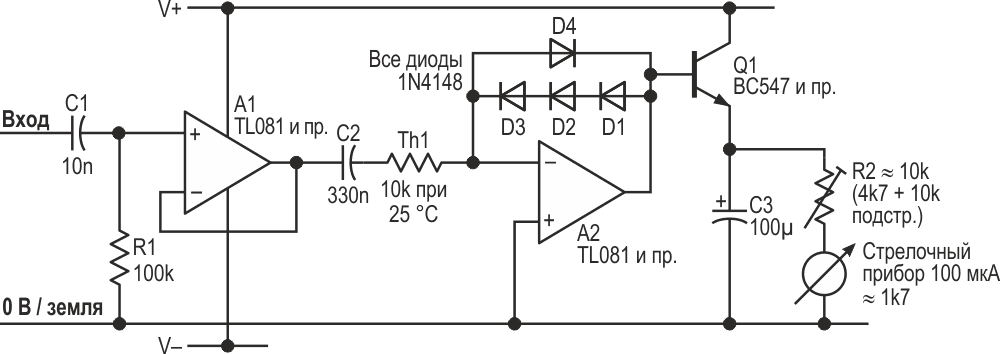 V+
D4
Все диоды
1N4148
Q1
BC547 и пр.
C1
Вход
10n
A1
TL081 и пр.
C2
330n
Th1
10k при
25 °C
D3
D2
D1
R2 ≈ 10k
(4k7 + 10k
подстр.)
C3
100µ
R1
100k
A2
TL081 и пр.
Стрелочный
прибор 100 мкА
≈ 1k7
0 В / земля
V–
+
–
–
+
+